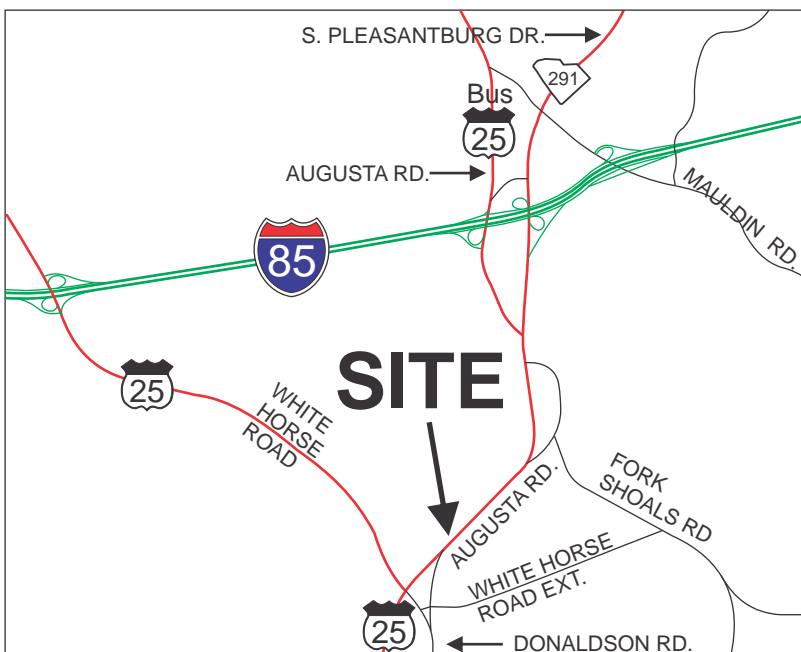 S. PLEASANTBURG DR.
291
Bus
25
AUGUSTA RD.
MAULDIN RD.
85
25
SITE
WHITE
HORSE
ROAD
AUGUSTA RD.
FORK
SHOALS RD
WHITE HORSE
ROAD EXT.
25
DONALDSON RD.